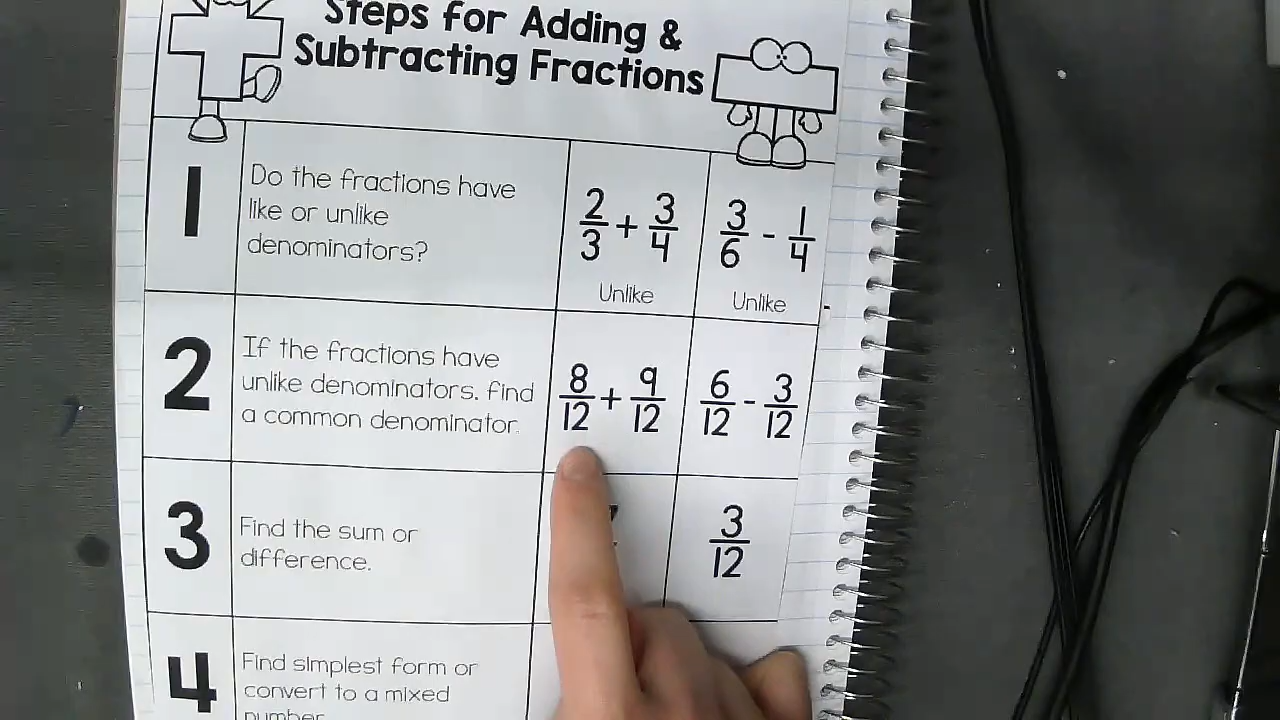 Steps for Adding &
Subtracting Fractions
1
Do the fractions have
like or unlike
denominators?
2/3 + 3/4
Unlike
3/6 - 1/4
Unlike
2
If the fractions have
unlike denominators, find
a common denominator.
8/12 + 9/12
6/12 - 3/12
3
Find the sum or
difference.
3/12
4
Find simplest form or
convert to a mixed
number